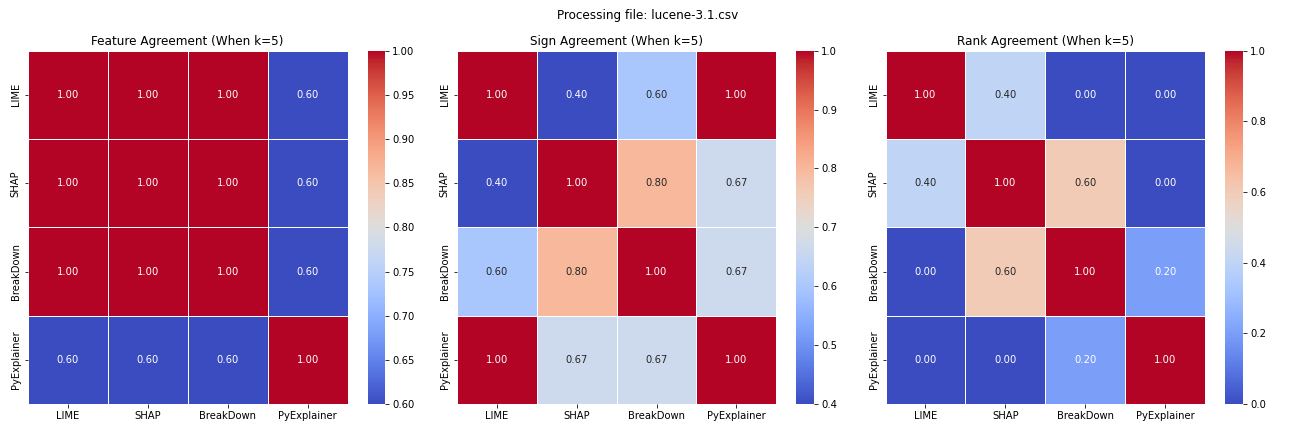 Processing file: lucene-3.1.csv
Feature Agreement (When k=5)
LIME
1.00 1.00 1.00 0.60
SHAP
1.00 1.00 1.00 0.60
BreakDown
1.00 1.00 1.00 0.60
PyExplainer
0.60 0.60 0.60 1.00
LIME SHAP BreakDown PyExplainer
1.00
0.95
0.90
0.85
0.80
0.75
0.70
0.65
0.60
Sign Agreement (When k=5)
LIME
1.00 0.40 0.60 1.00
SHAP
0.40 1.00 0.80 0.67
BreakDown
0.60 0.80 1.00 0.67
PyExplainer
1.00 0.67 0.67 1.00
LIME SHAP BreakDown PyExplainer
1.0
0.9
0.8
0.7
0.6
0.5
0.4
Rank Agreement (When k=5)
LIME
1.00 0.40 0.00 0.00
SHAP
0.40 1.00 0.60 0.00
BreakDown
0.00 0.60 1.00 0.20
PyExplainer
0.00 0.00 0.20 1.00
LIME SHAP BreakDown PyExplainer
1.0
0.8
0.6
0.4
0.2
0.0